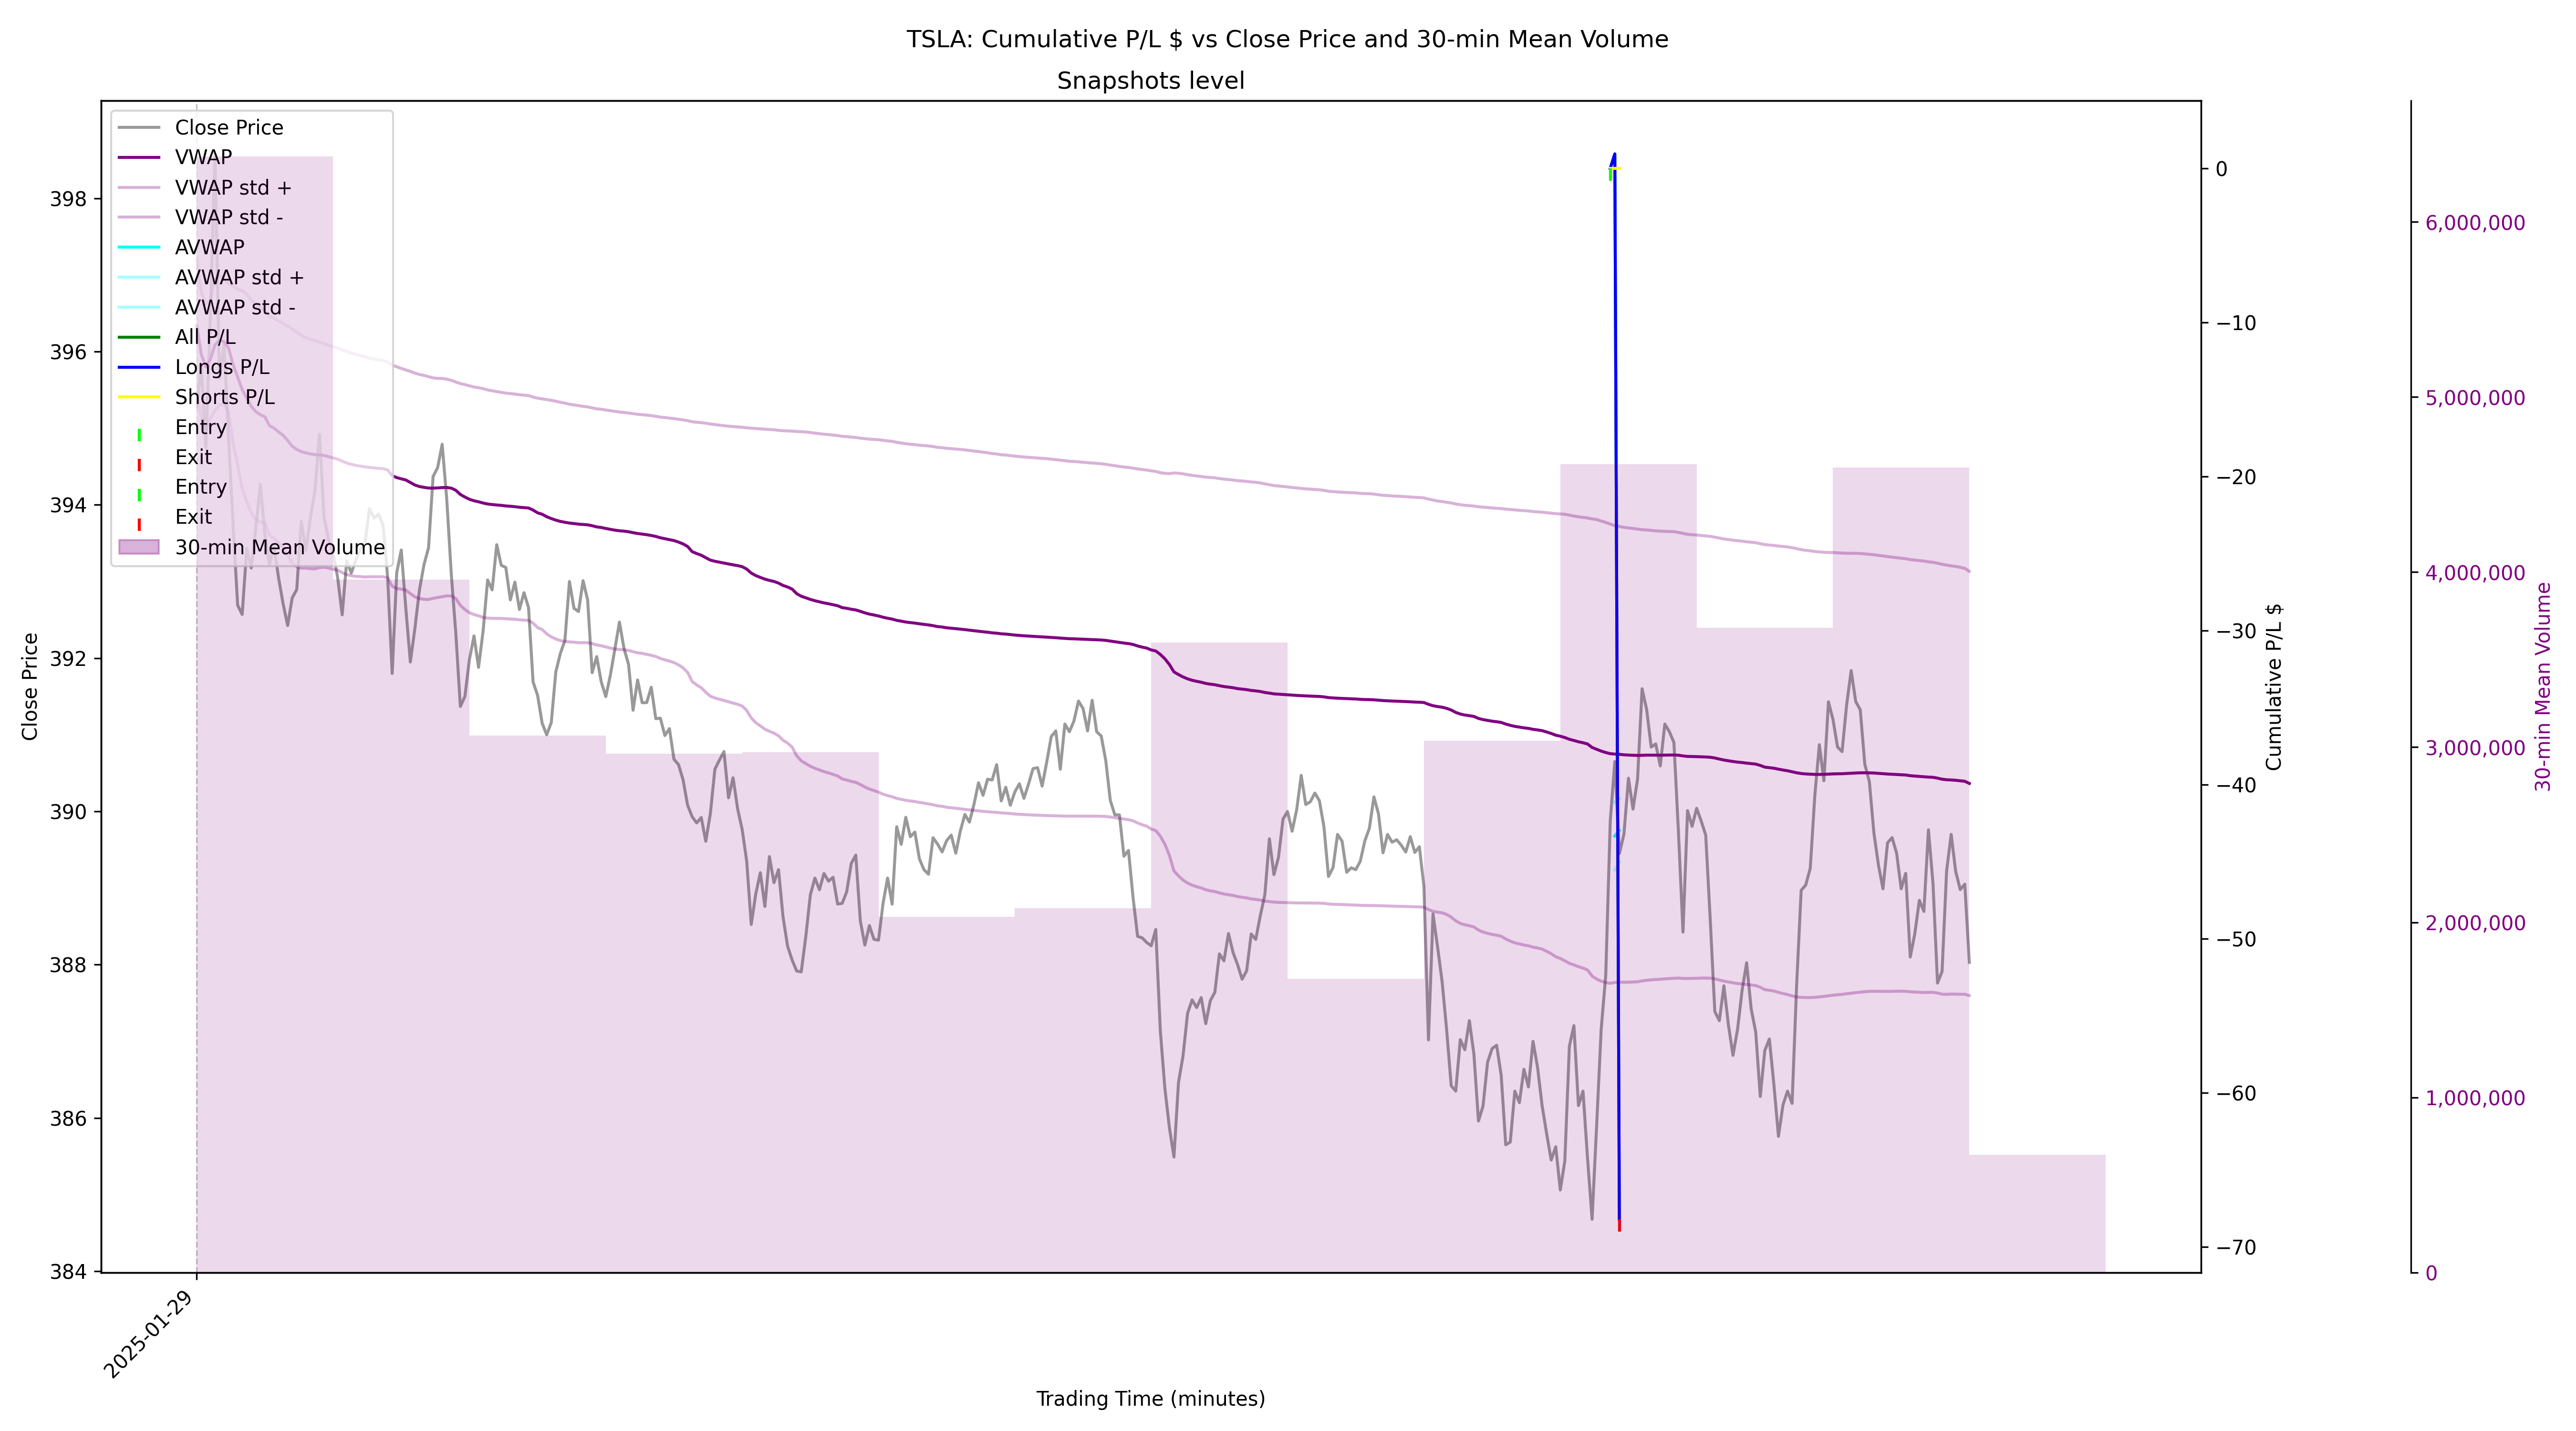 TSLA: Cumulative P/L $ vs Close Price and 30-min Mean Volume
Snapshots level
Close Price
VWAP
VWAP std +
VWAP std -
AVWAP
AVWAP std +
AVWAP std -
All P/L
Longs P/L
Shorts P/L
Entry
Exit
Entry
Exit
30-min Mean Volume
398
396
394
392
390
388
386
384
Close Price
0
−10
−20
−30
−40
−50
−60
−70
Cumulative P/L $
6,000,000
5,000,000
4,000,000
3,000,000
2,000,000
1,000,000
0
30-min Mean Volume
2025-01-29
Trading Time (minutes)